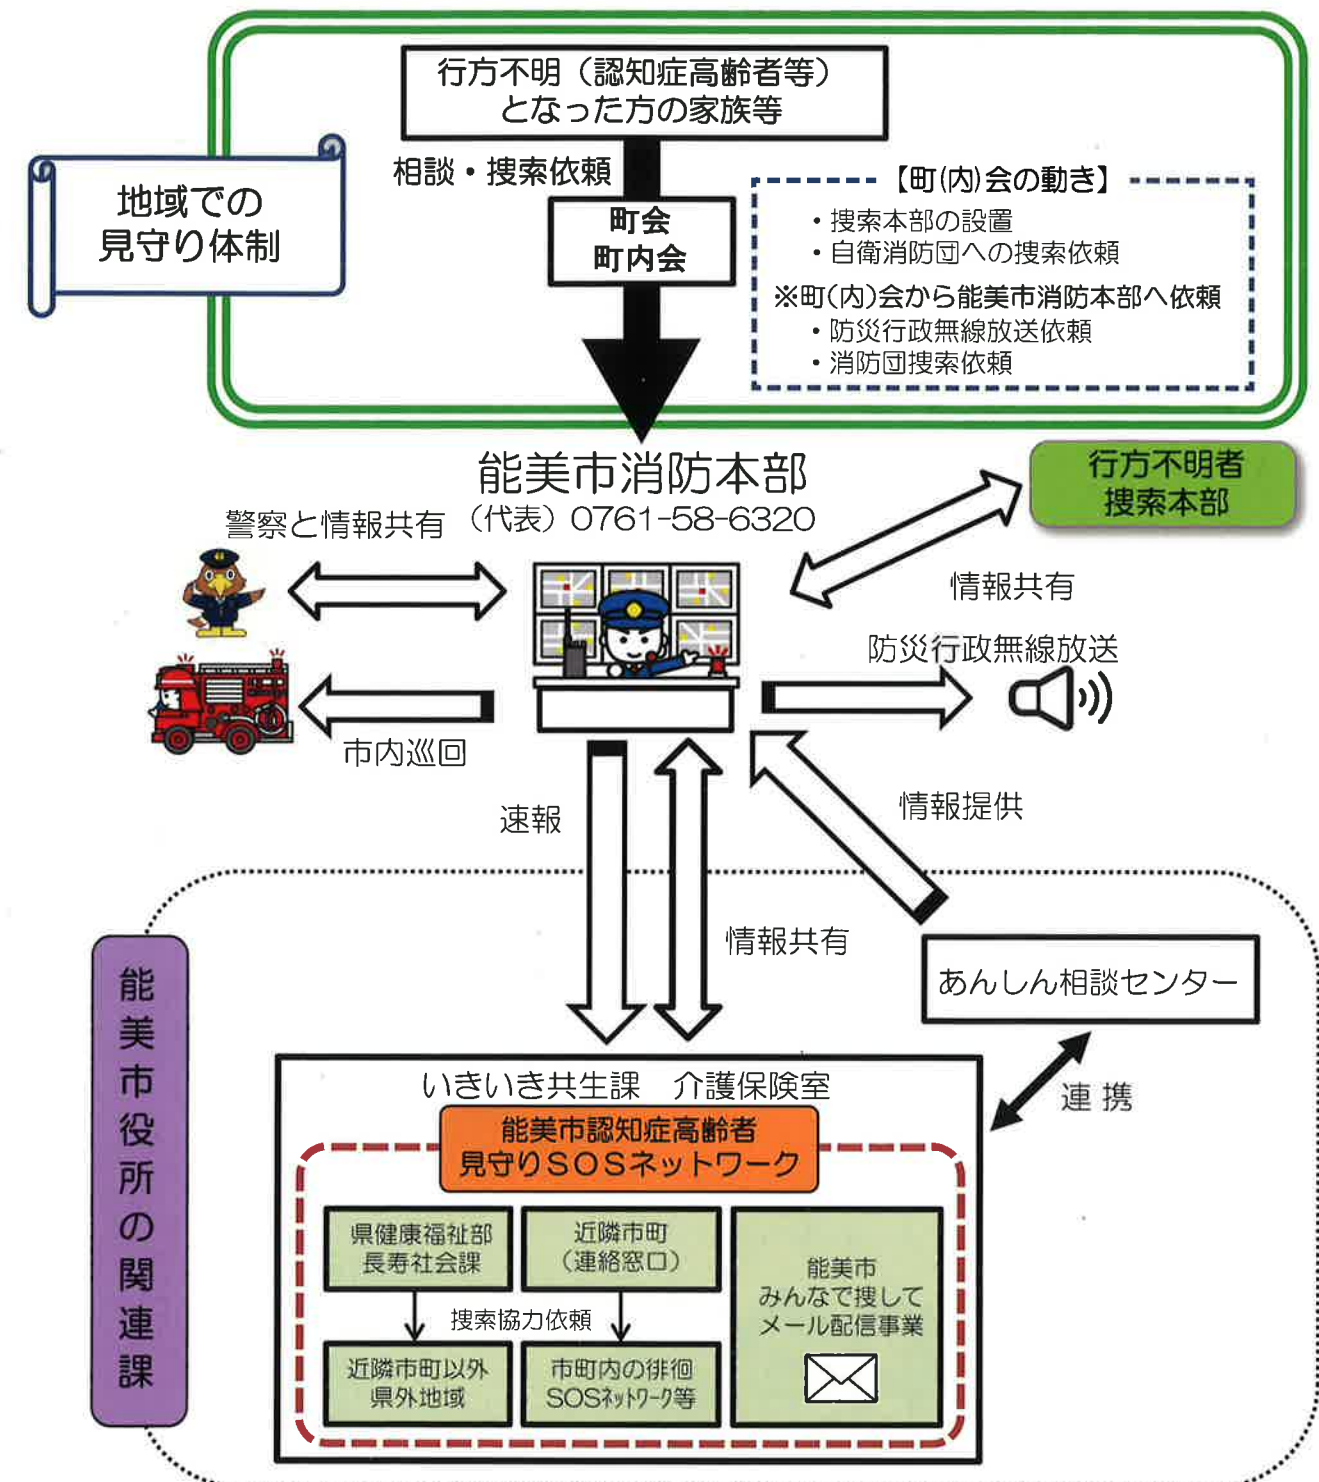 行方不明（認知症高齢者等）
となった方の家族等
相談・捜索依頼
町会
町内会
地域での
見守り体制
【町(内)会の動き】
・捜索本部の設置
・自衛消防団への捜索依頼
※町(内)会から能美市消防本部へ依頼
・防災行政無線放送依頼
・消防団捜索依頼
能美市消防本部
（代表）0761-58-6320
行方不明者
捜索本部
警察と情報共有
情報共有
防災行政無線放送
市内巡回
速報
情報共有
情報提供
能美市役所の関連課
あんしん相談センター
連携
いきいき共生課　介護保険室
能美市認知症高齢者
見守りSOSネットワーク
県健康福祉部
長寿社会課
近隣市町
（連絡窓口）
捜索協力依頼
近隣市町以外
県外地域
市町内の徘徊
SOSﾈｯﾄﾜｰｸ等
能美市
みんなで捜して
メール配信事業